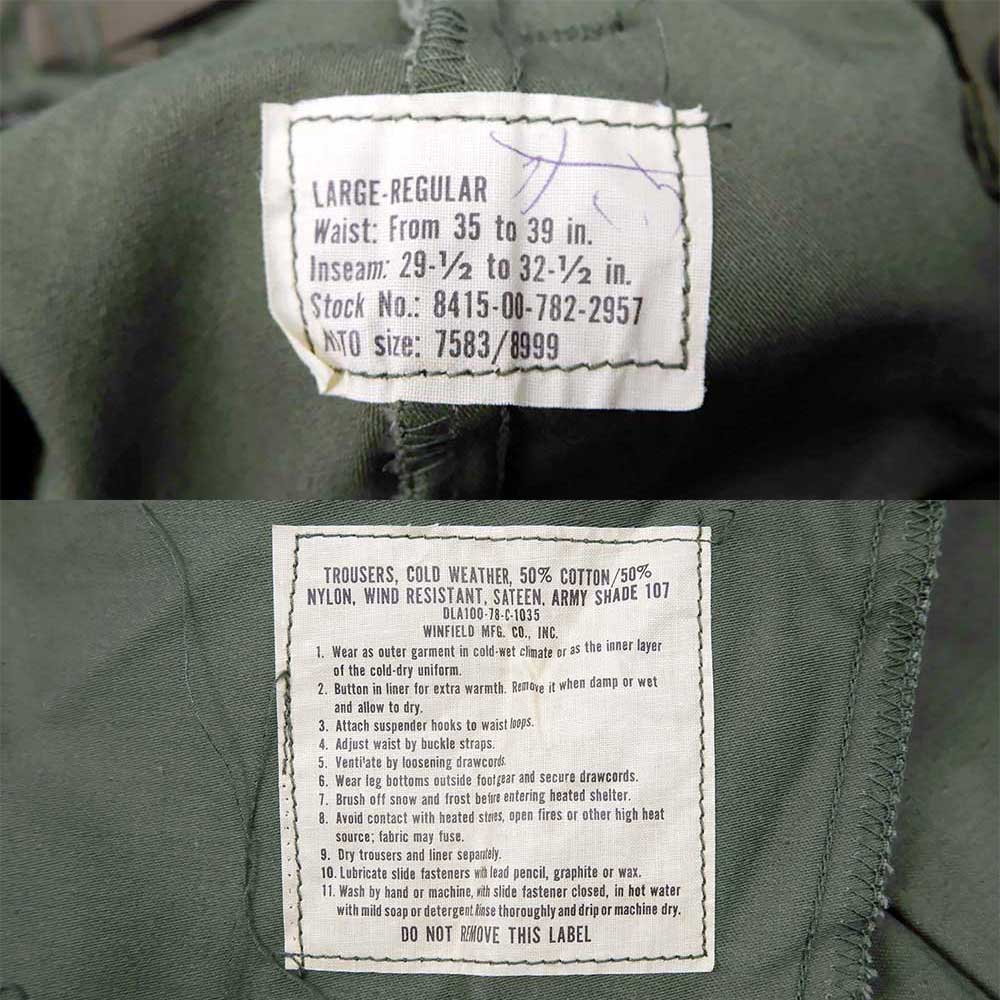 LARGE-REGULAR
Waist: From 35 to 39 in.
Inseam: 29-½ to 32-½ in.
Stock No.: 8415-00-782-2957
NATO size: 7583/8999
TROUSERS, COLD WEATHER, 50% COTTON/50%
NYLON, WIND RESISTANT, SATEEN, ARMY SHADE 107
DLA100-78-C-1035
WINFIELD MFG. CO., INC.
1. Wear as outer garment in cold-wet climate or as the inner layer
of the cold-dry uniform.
2. Button in liner for extra warmth. Remove it when damp or wet
and allow to dry.
3. Attach suspender hooks to waist loops.
4. Adjust waist by buckle straps.
5. Ventilate by loosening drawcords.
6. Wear leg bottoms outside footgear and secure drawcords.
7. Brush off snow and frost before entering heated shelter.
8. Avoid contact with heated stoves, open fires or other high heat
source; fabric may fuse.
9. Dry trousers and liner separately.
10. Lubricate slide fasteners with lead pencil, graphite or wax.
11. Wash by hand or machine, with slide fastener closed, in hot water
with mild soap or detergent. Rinse thoroughly and drip or machine dry.
DO NOT REMOVE THIS LABEL